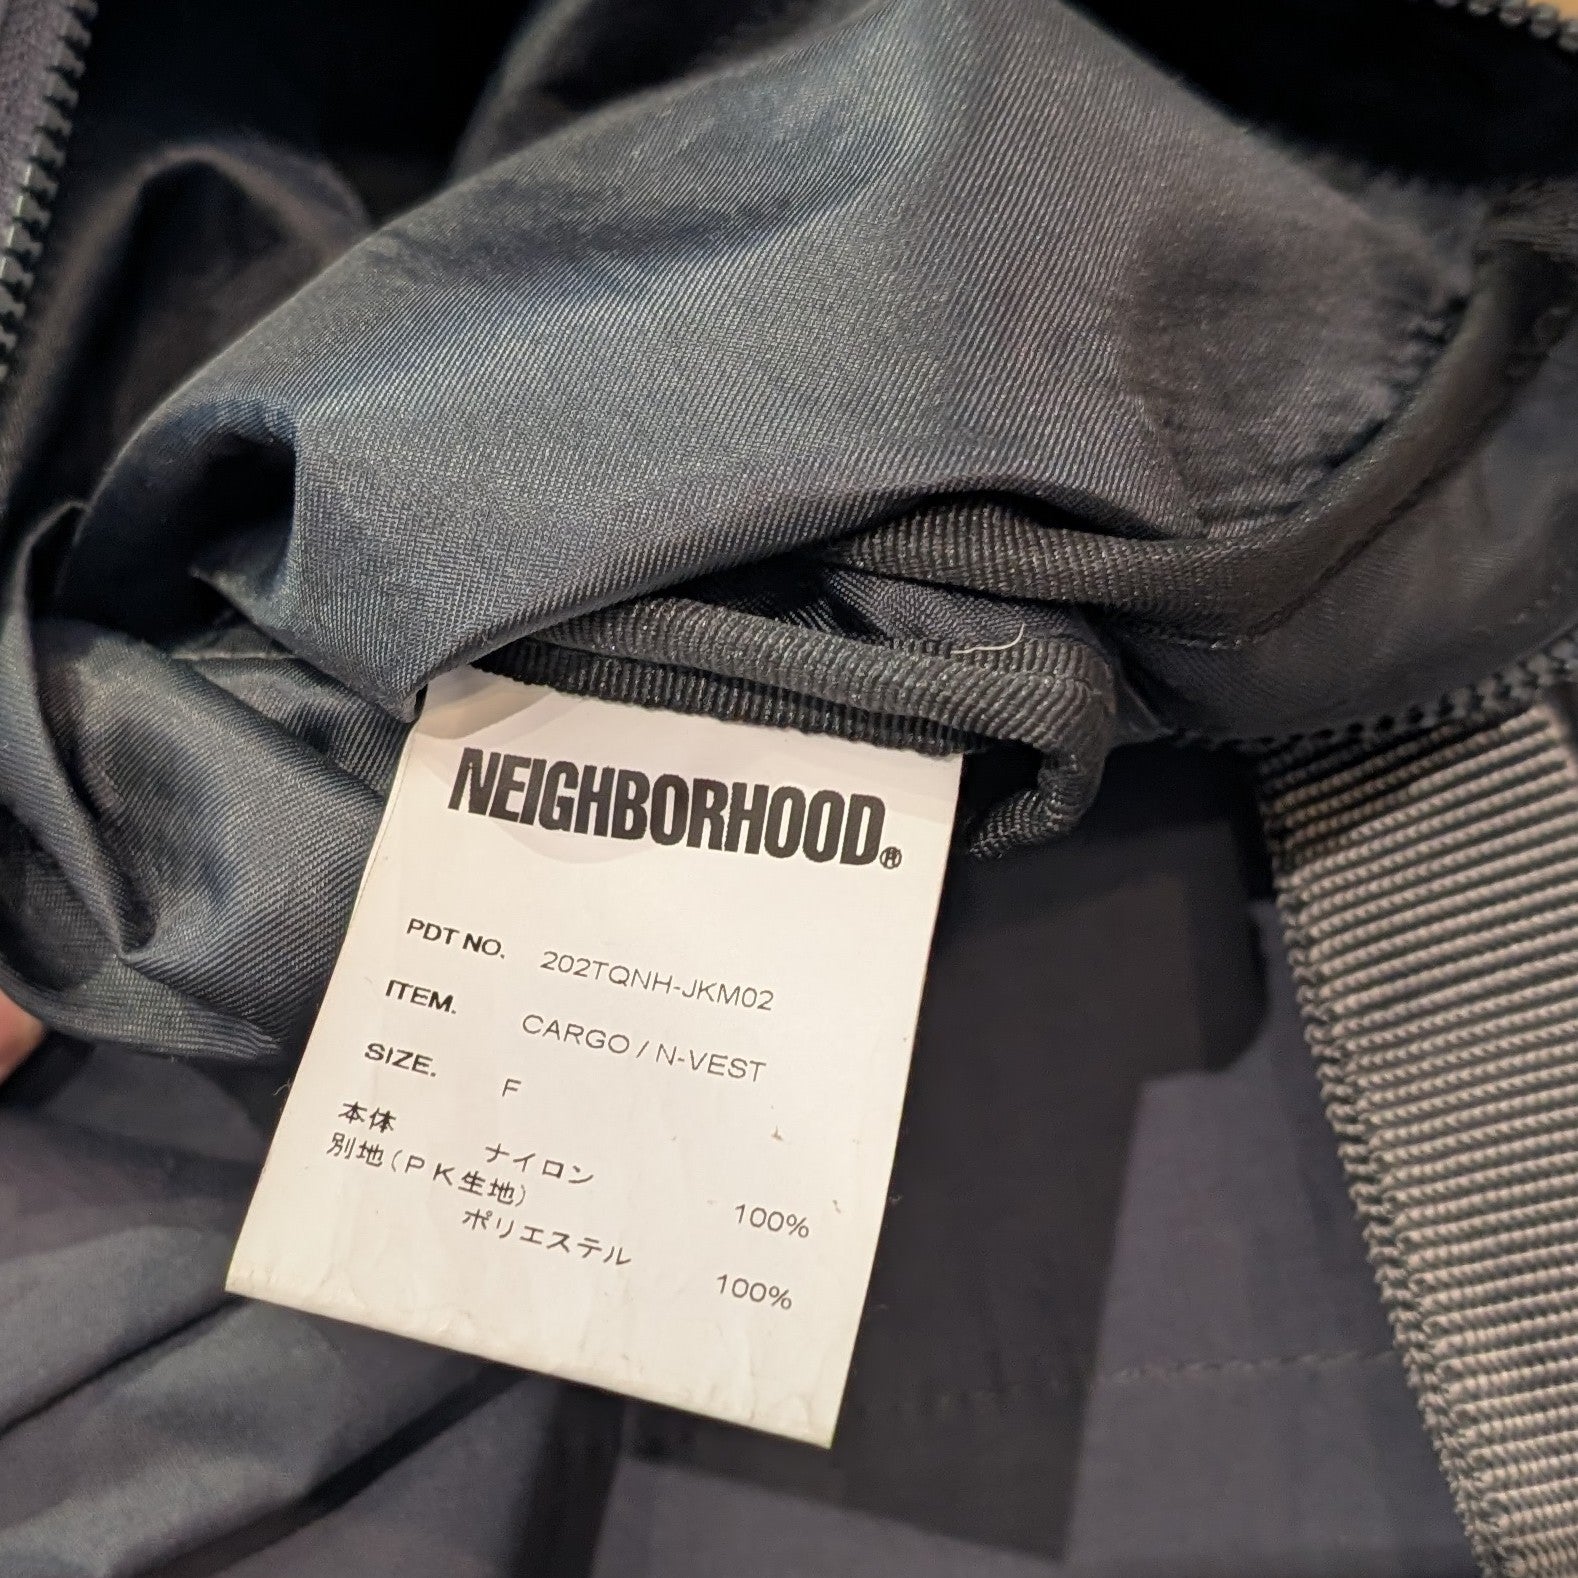 NEIGHBORHOOD®
PDT NO. 202TQNH-JKM02
ITEM. CARGO / N-VEST
SIZE. F
本体 ナイロン 100%
別地(PK生地)
ポリエステル 100%